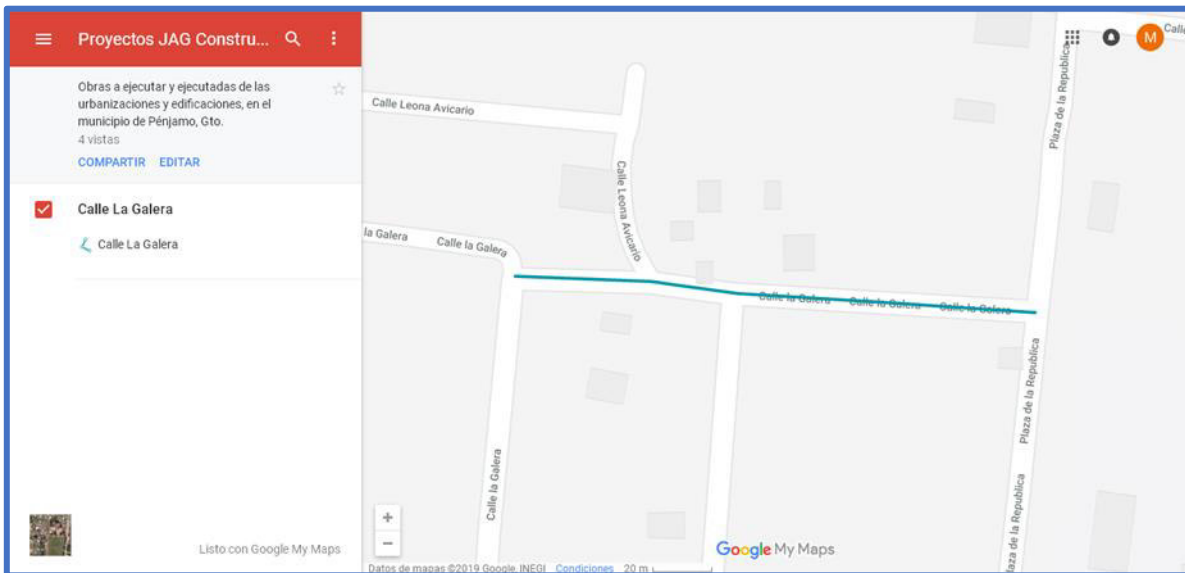 Proyectos JAG Constru...
Obras a ejecutar y ejecutadas de las
urbanizaciones y edificaciones, en el
municipio de Pénjamo, Gto.
4 vistas
COMPARTIR EDITAR
Calle La Galera
Calle La Galera
Listo con Google My Maps
M
Calle
Plaza de la Republica
Calle Leona Avicario
Calle Leona Avicario
la Galera
Calle la Galera
Calle la Galera
Calle la Galera
Calle la Galera
Plaza de la Republica
Calle la Galera
Plaza de la Republica
+
−
Google My Maps
Datos de mapas ©2019 Google, INEGI Condiciones 20 m